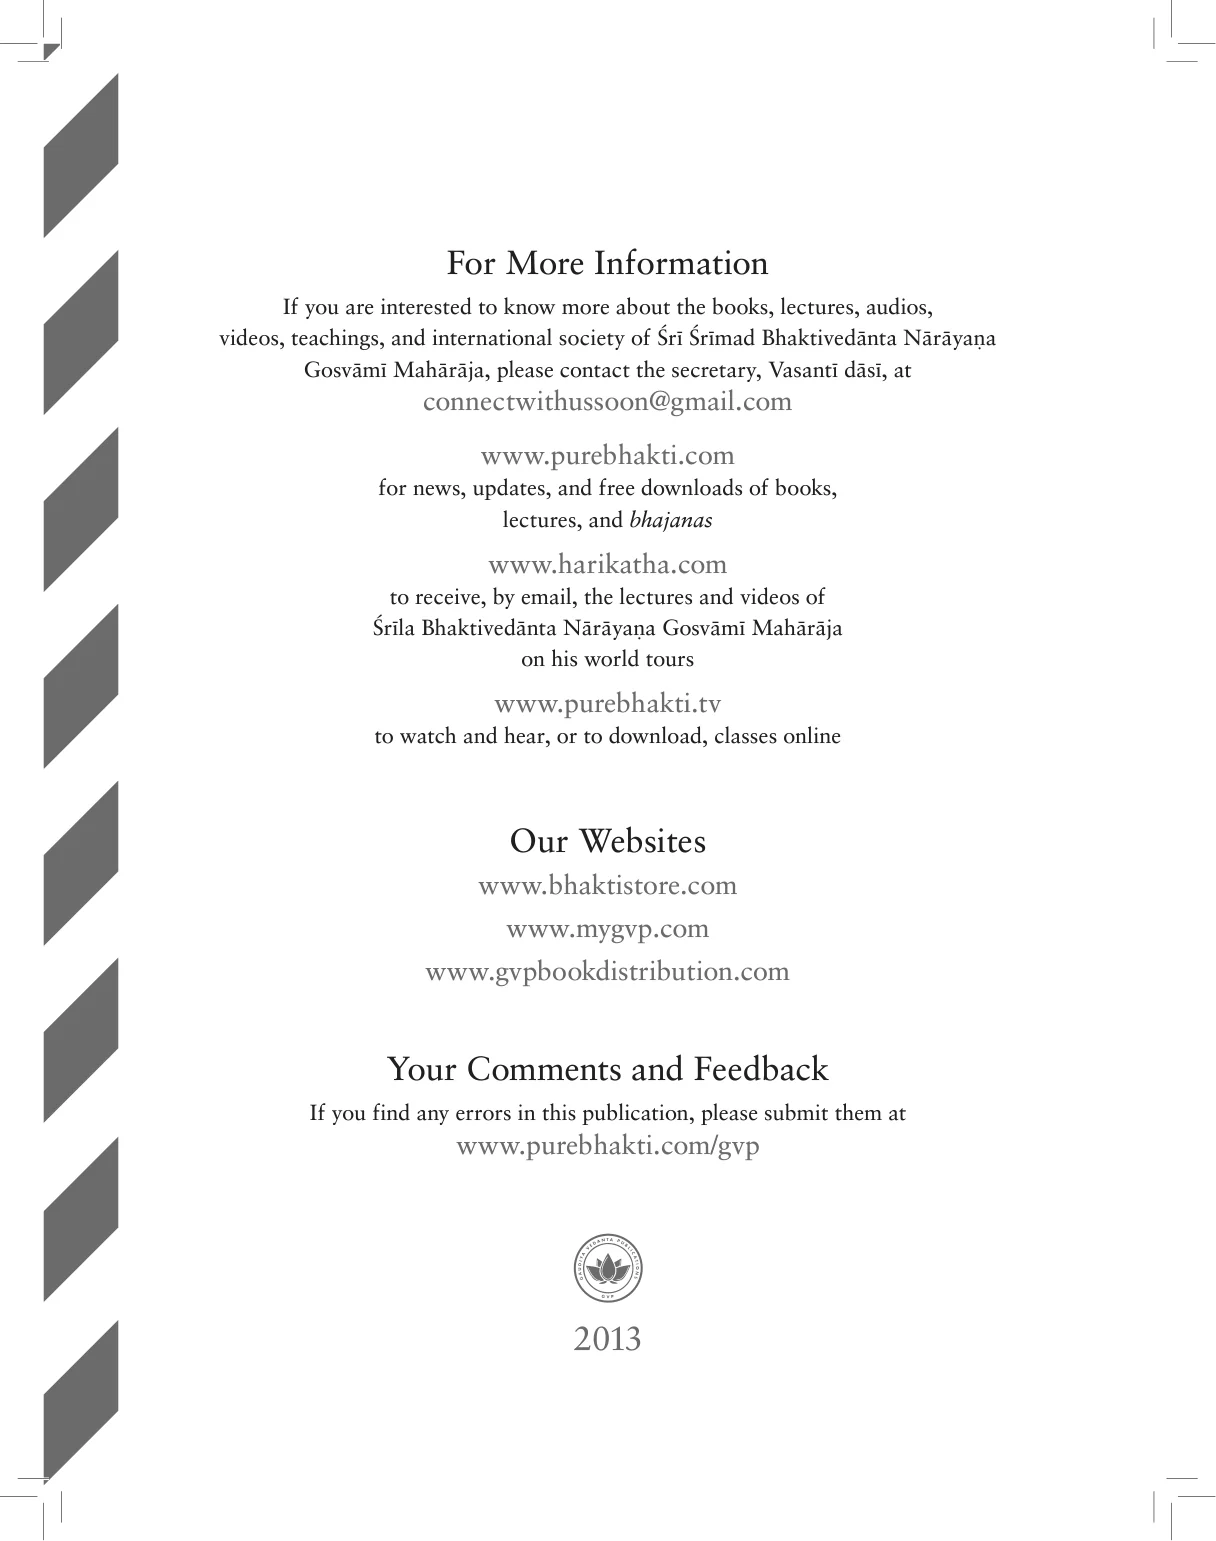 For More Information
If you are interested to know more about the books, lectures, audios,
videos, teachings, and international society of Śrī Śrīmad Bhaktivedānta Nārāyaṇa
Gosvāmī Mahārāja, please contact the secretary, Vasantī dāsī, at
connectwithussoon@gmail.com
www.purebhakti.com
for news, updates, and free downloads of books,
lectures, and bhajanas
www.harikatha.com
to receive, by email, the lectures and videos of
Śrīla Bhaktivedānta Nārāyaṇa Gosvāmī Mahārāja
on his world tours
www.purebhakti.tv
to watch and hear, or to download, classes online
Our Websites
www.bhaktistore.com
www.mygvp.com
www.gvpbookdistribution.com
Your Comments and Feedback
If you find any errors in this publication, please submit them at
www.purebhakti.com/gvp
GAUDIYA VEDANTA PUBLICATIONS
GVP
2013